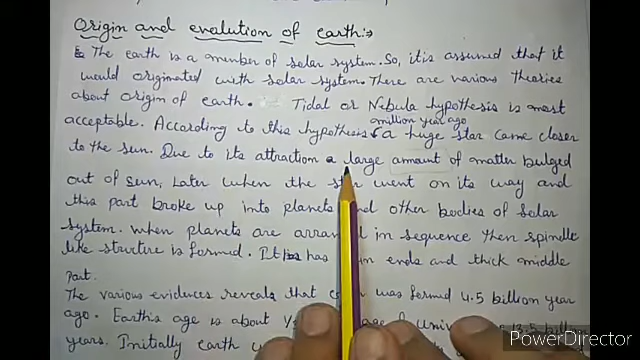 Origin and evalution of earth:→
The earth is a member of solar system. So, it is assumed that it
would originated with solar system. There are various theories
about origin of earth. Tidal or Nebula hypothesis is most
a million year ago
acceptable. According to this hypothesis a huge star came closer
to the sun. Due to its attraction a large amount of matter bulged
out of sun, Later when the star went on its way and
this part broke up into planets and other bodies of solar
system. When planets are in sequence then spindle
like structure is formed. It has ends and thick middle
part.
The various evidences reveals that was formed 4.5 billion year
ago. Earth's age is about age
years. Initially earth
PowerDirector